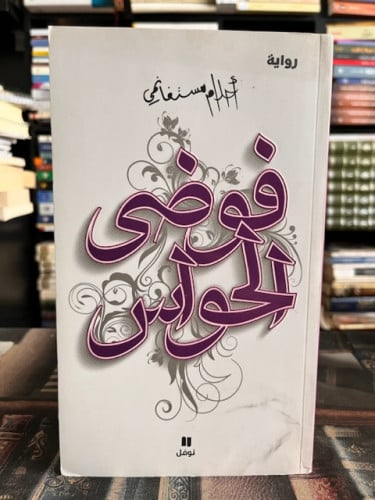 رواية
أحلام مستغانمي
فوضى
الحواس
نوفل